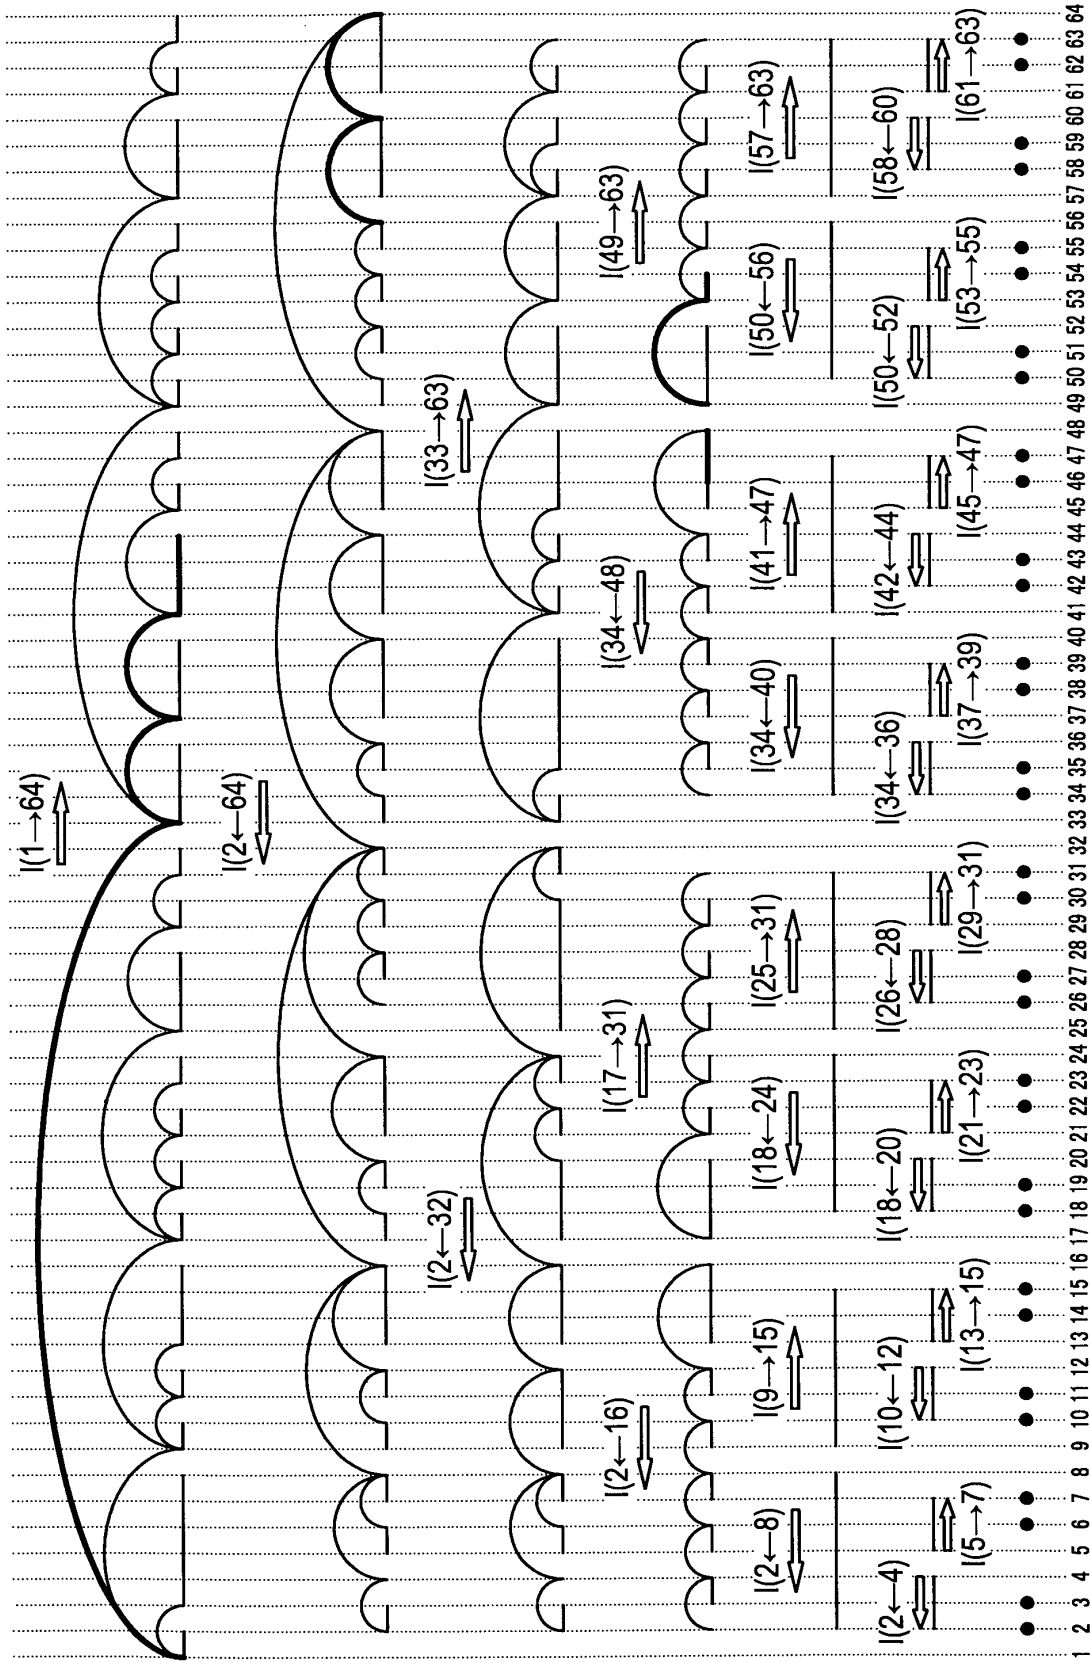 I(1→64)
I(2←64)
I(2←32)
I(33→63)
I(2←16)
I(17→31)
I(34←48)
I(49→63)
I(2←8)
I(9→15)
I(18←24)
I(25→31)
I(34←40)
I(41→47)
I(50←56)
I(57→63)
I(2←4)
I(10←12)
I(18←20)
I(26←28)
I(34←36)
I(42←44)
I(50←52)
I(58←60)
I(5→7)
I(13→15)
I(21→23)
I(29→31)
I(37→39)
I(45→47)
I(53→55)
I(61→63)
1 2 3 4 5 6 7 8 9 10 11 12 13 14 15 16 17 18 19 20 21 22 23 24 25 26 27 28 29 30 31 32 33 34 35 36 37 38 39 40 41 42 43 44 45 46 47 48 49 50 51 52 53 54 55 56 57 58 59 60 61 62 63 64